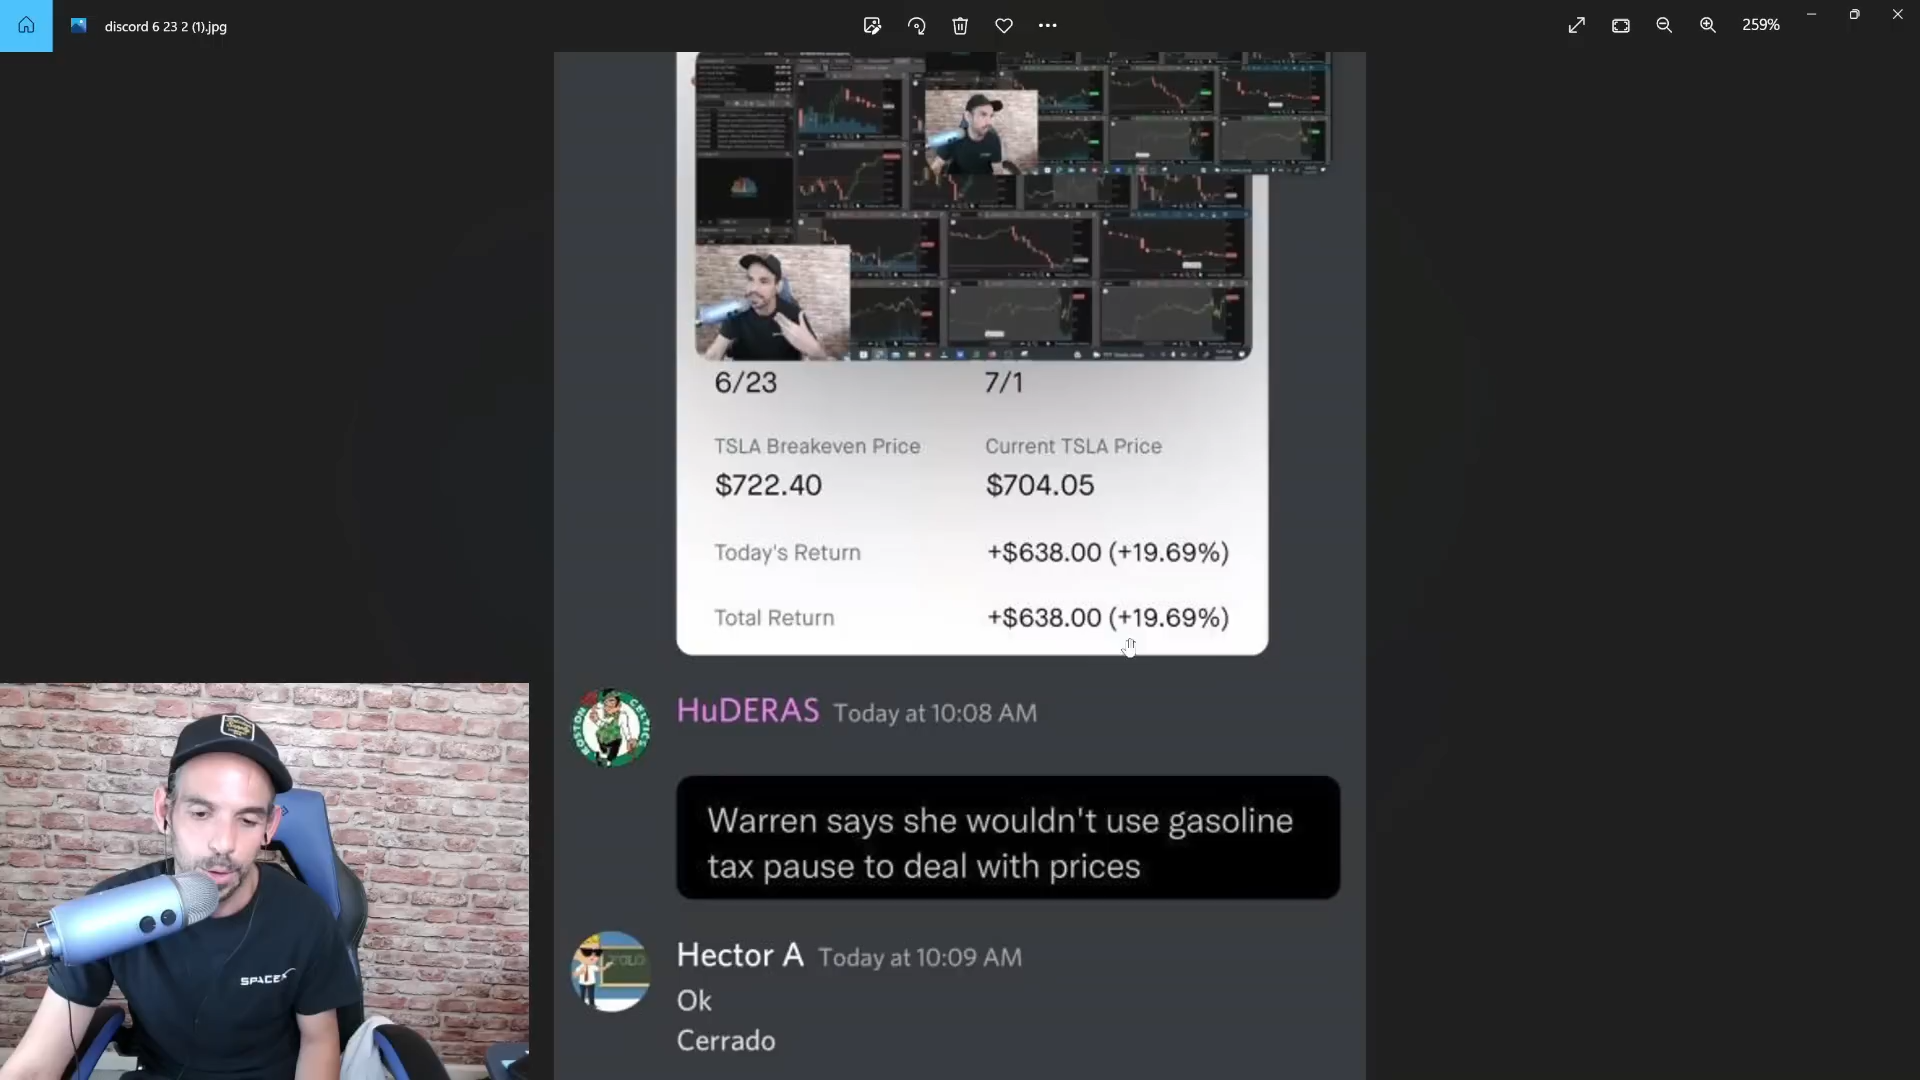 discord 6 23 2 (1).jpg
259%
6/23
7/1
TSLA Breakeven Price
Current TSLA Price
$722.40
$704.05
Today's Return
+$638.00 (+19.69%)
Total Return
+$638.00 (+19.69%)
HuDERAS Today at 10:08 AM
Warren says she wouldn't use gasoline
tax pause to deal with prices
Hector A Today at 10:09 AM
Ok
Cerrado
BOSTON CELTICS
SPACEX